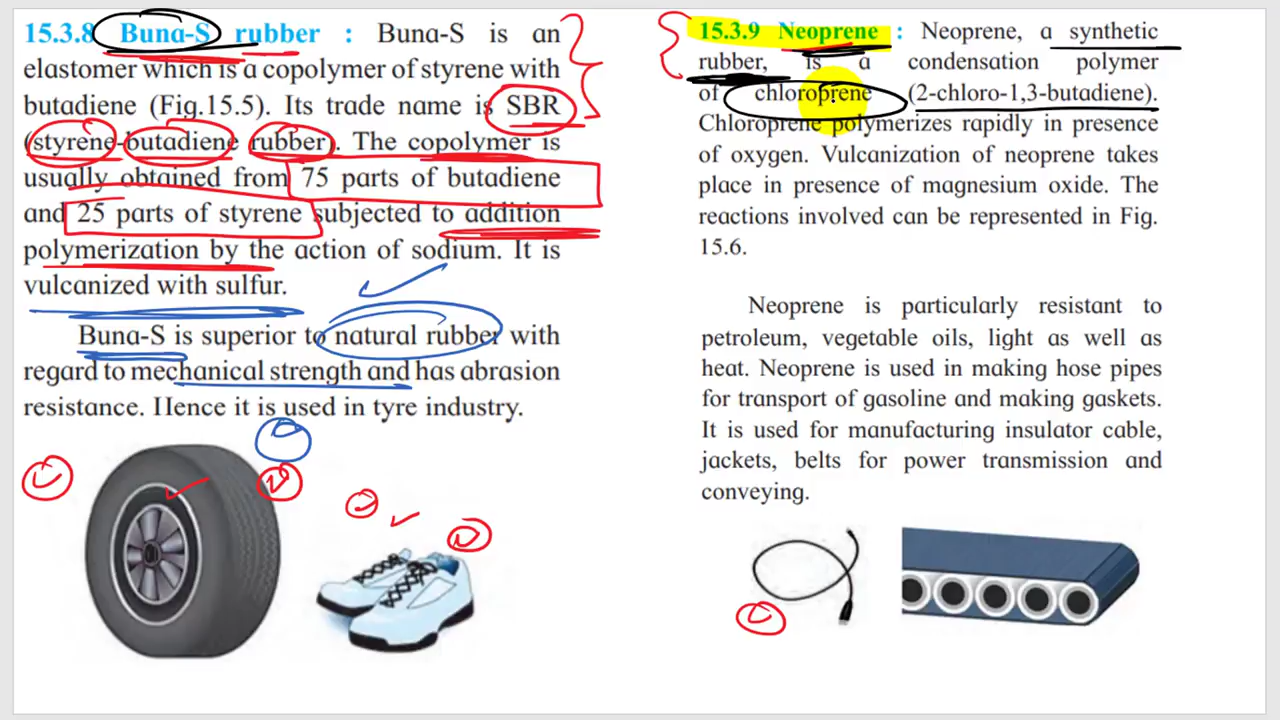 15.3.8 Buna-S rubber : Buna-S is an
elastomer which is a copolymer of styrene with
butadiene (Fig.15.5). Its trade name is SBR
(styrene-butadiene rubber). The copolymer is
usually obtained from 75 parts of butadiene
and 25 parts of styrene subjected to addition
polymerization by the action of sodium. It is
vulcanized with sulfur.
Buna-S is superior to natural rubber with
regard to mechanical strength and has abrasion
resistance. Hence it is used in tyre industry.
15.3.9 Neoprene : Neoprene, a synthetic
rubber, is a condensation polymer
of chloroprene (2-chloro-1,3-butadiene).
Chloroprene polymerizes rapidly in presence
of oxygen. Vulcanization of neoprene takes
place in presence of magnesium oxide. The
reactions involved can be represented in Fig.
15.6.
Neoprene is particularly resistant to
petroleum, vegetable oils, light as well as
heat. Neoprene is used in making hose pipes
for transport of gasoline and making gaskets.
It is used for manufacturing insulator cable,
jackets, belts for power transmission and
conveying.